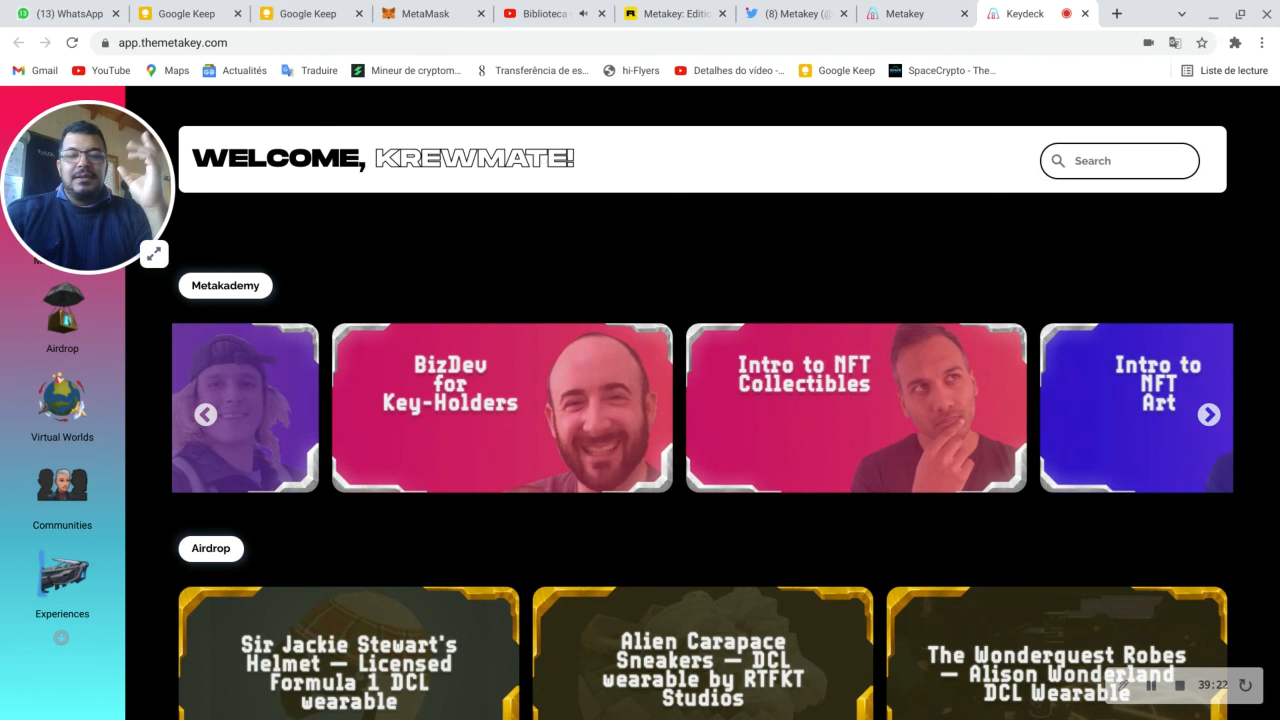 (13) WhatsApp
Google Keep
Google Keep
MetaMask
Biblioteca
Metakey: Editi
(8) Metakey (@
Metakey
Keydeck
app.themetakey.com
Gmail
YouTube
Maps
Actualités
Traduire
Mineur de cryptom...
Transferência de es...
hi-Flyers
Detalhes do vídeo -...
Google Keep
SpaceCrypto - The...
Liste de lecture
WELCOME, KREWMATE!
Search
Airdrop
Virtual Worlds
Communities
Experiences
Metakademy
BizDev
for
Key-Holders
Intro to NFT
Collectibles
Intro to
NFT
Art
Airdrop
Sir Jackie Stewart's
Helmet — Licensed
Formula 1 DCL
wearable
Alien Carapace
Sneakers — DCL
wearable by RTFKT
Studios
The Wonderquest Robes
— Alison Wonderland
DCL Wearable
39:22